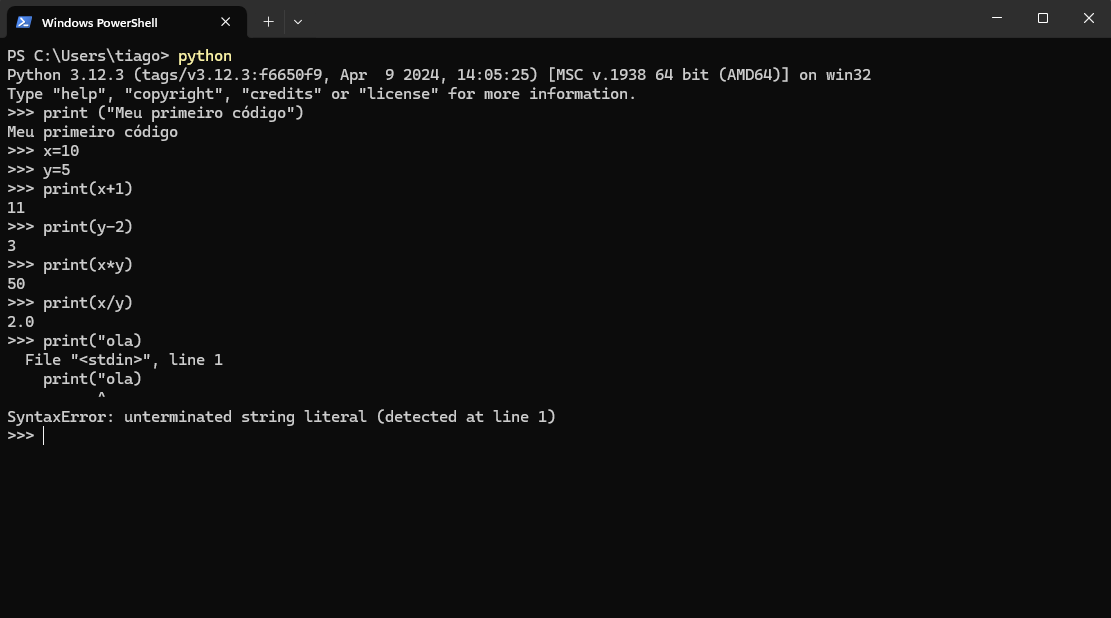 Windows PowerShell
PS C:\Users\tiago> python
Python 3.12.3 (tags/v3.12.3:f6650f9, Apr  9 2024, 14:05:25) [MSC v.1938 64 bit (AMD64)] on win32
Type "help", "copyright", "credits" or "license" for more information.
>>> print ("Meu primeiro código")
Meu primeiro código
>>> x=10
>>> y=5
>>> print(x+1)
11
>>> print(y-2)
3
>>> print(x*y)
50
>>> print(x/y)
2.0
>>> print("ola)
  File "<stdin>", line 1
    print("ola)
          ^
SyntaxError: unterminated string literal (detected at line 1)
>>>